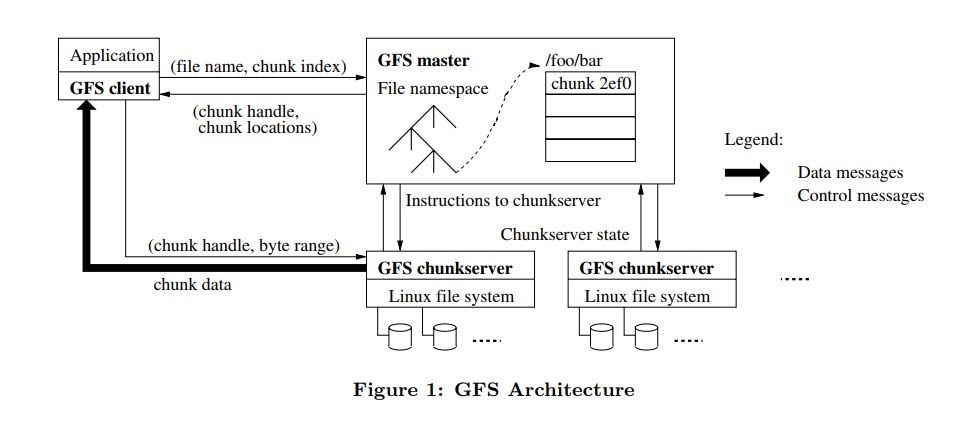 Application
GFS client
(file name, chunk index)
(chunk handle,
chunk locations)
GFS master
File namespace
/foo/bar
chunk 2ef0
Legend:
Data messages
Control messages
Instructions to chunkserver
Chunkserver state
(chunk handle, byte range)
chunk data
GFS chunkserver
Linux file system
GFS chunkserver
Linux file system
Figure 1: GFS Architecture